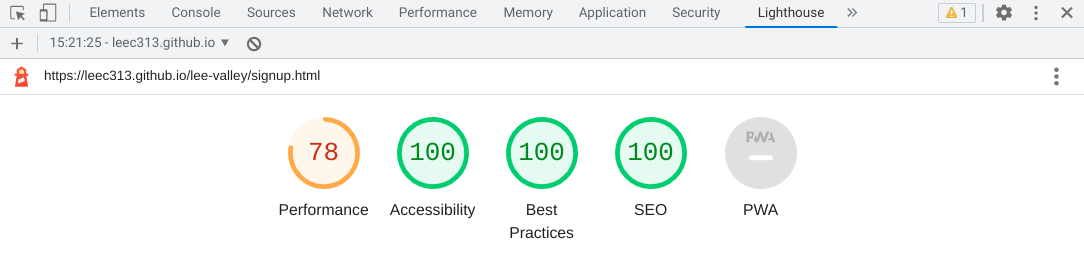 Elements Console Sources Network Performance Memory Application Security Lighthouse » 1
15:21:25 - leec313.github.io
https://leec313.github.io/lee-valley/signup.html
78 100 100 100 PWA
Performance Accessibility Best SEO PWA
Practices